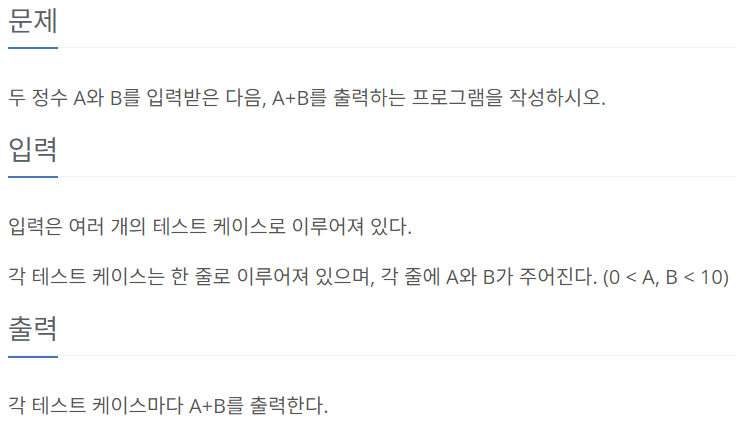 문제
두 정수 A와 B를 입력받은 다음, A+B를 출력하는 프로그램을 작성하시오.
입력
입력은 여러 개의 테스트 케이스로 이루어져 있다.
각 테스트 케이스는 한 줄로 이루어져 있으며, 각 줄에 A와 B가 주어진다. (0 < A, B < 10)
출력
각 테스트 케이스마다 A+B를 출력한다.